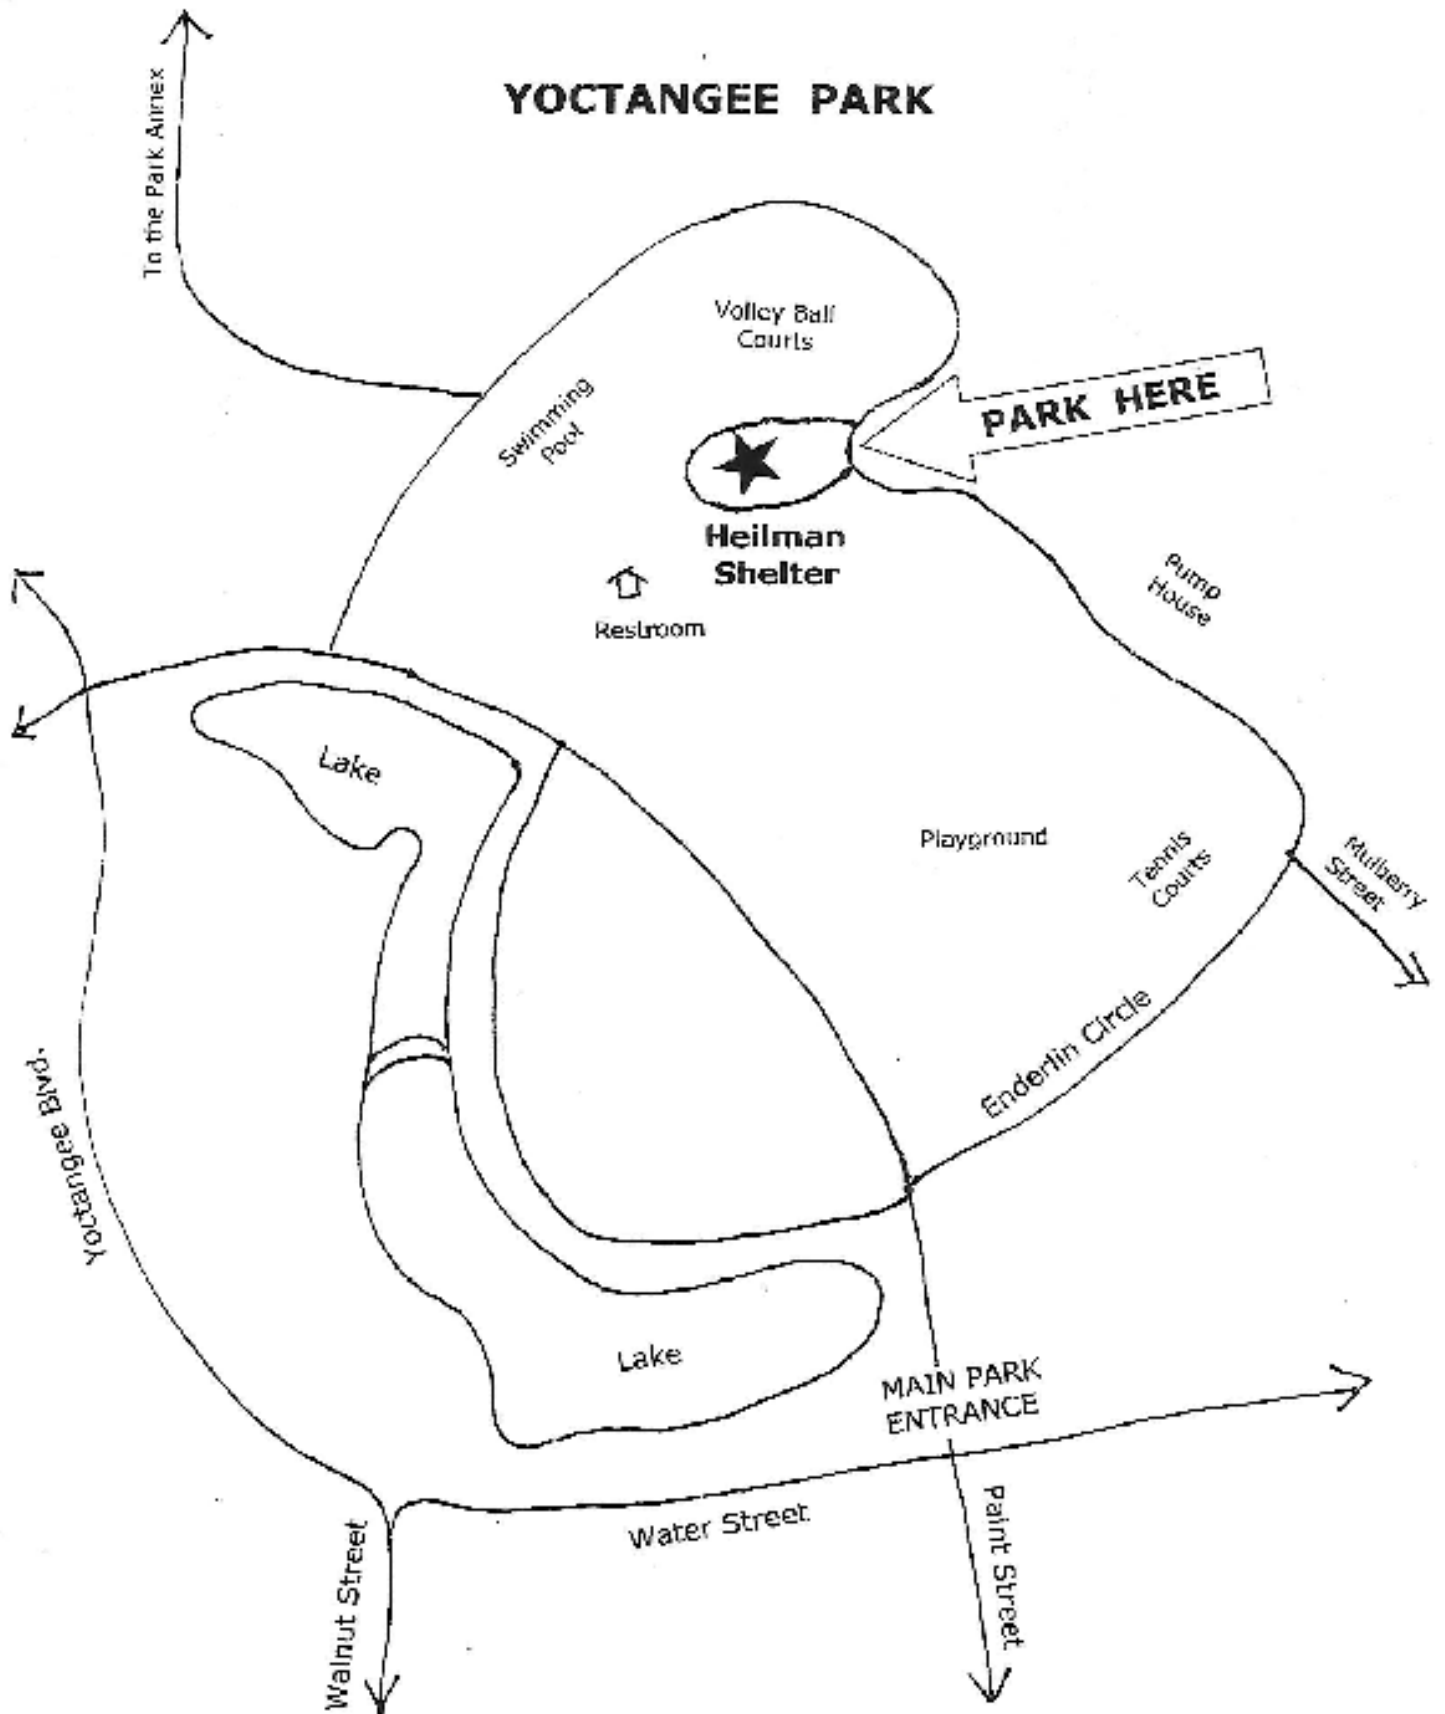 YOCTANGEE PARK
To the Park Annex
Volley Ball
Courts
Swimming
Pool
PARK HERE
Heilman
Shelter
Restroom
Pump
House
Lake
Playground
Tennis
Courts
Mulberry
Street
Enderlin Circle
Yoctangee Blvd.
Lake
MAIN PARK
ENTRANCE
Water Street
Paint Street
Walnut Street